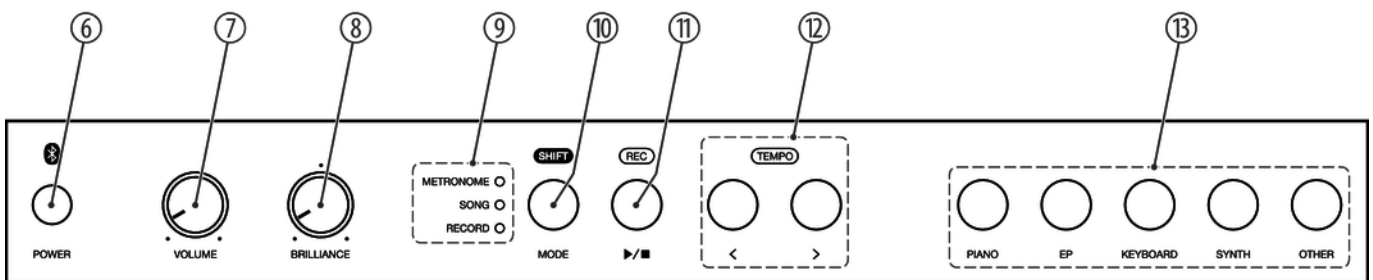 ⑥ ⑦ ⑧ ⑨ ⑩ ⑪ ⑫ ⑬
SHIFT REC TEMPO
METRONOME
SONG
RECORD
POWER VOLUME BRILLIANCE MODE ▶/■ < > PIANO EP KEYBOARD SYNTH OTHER